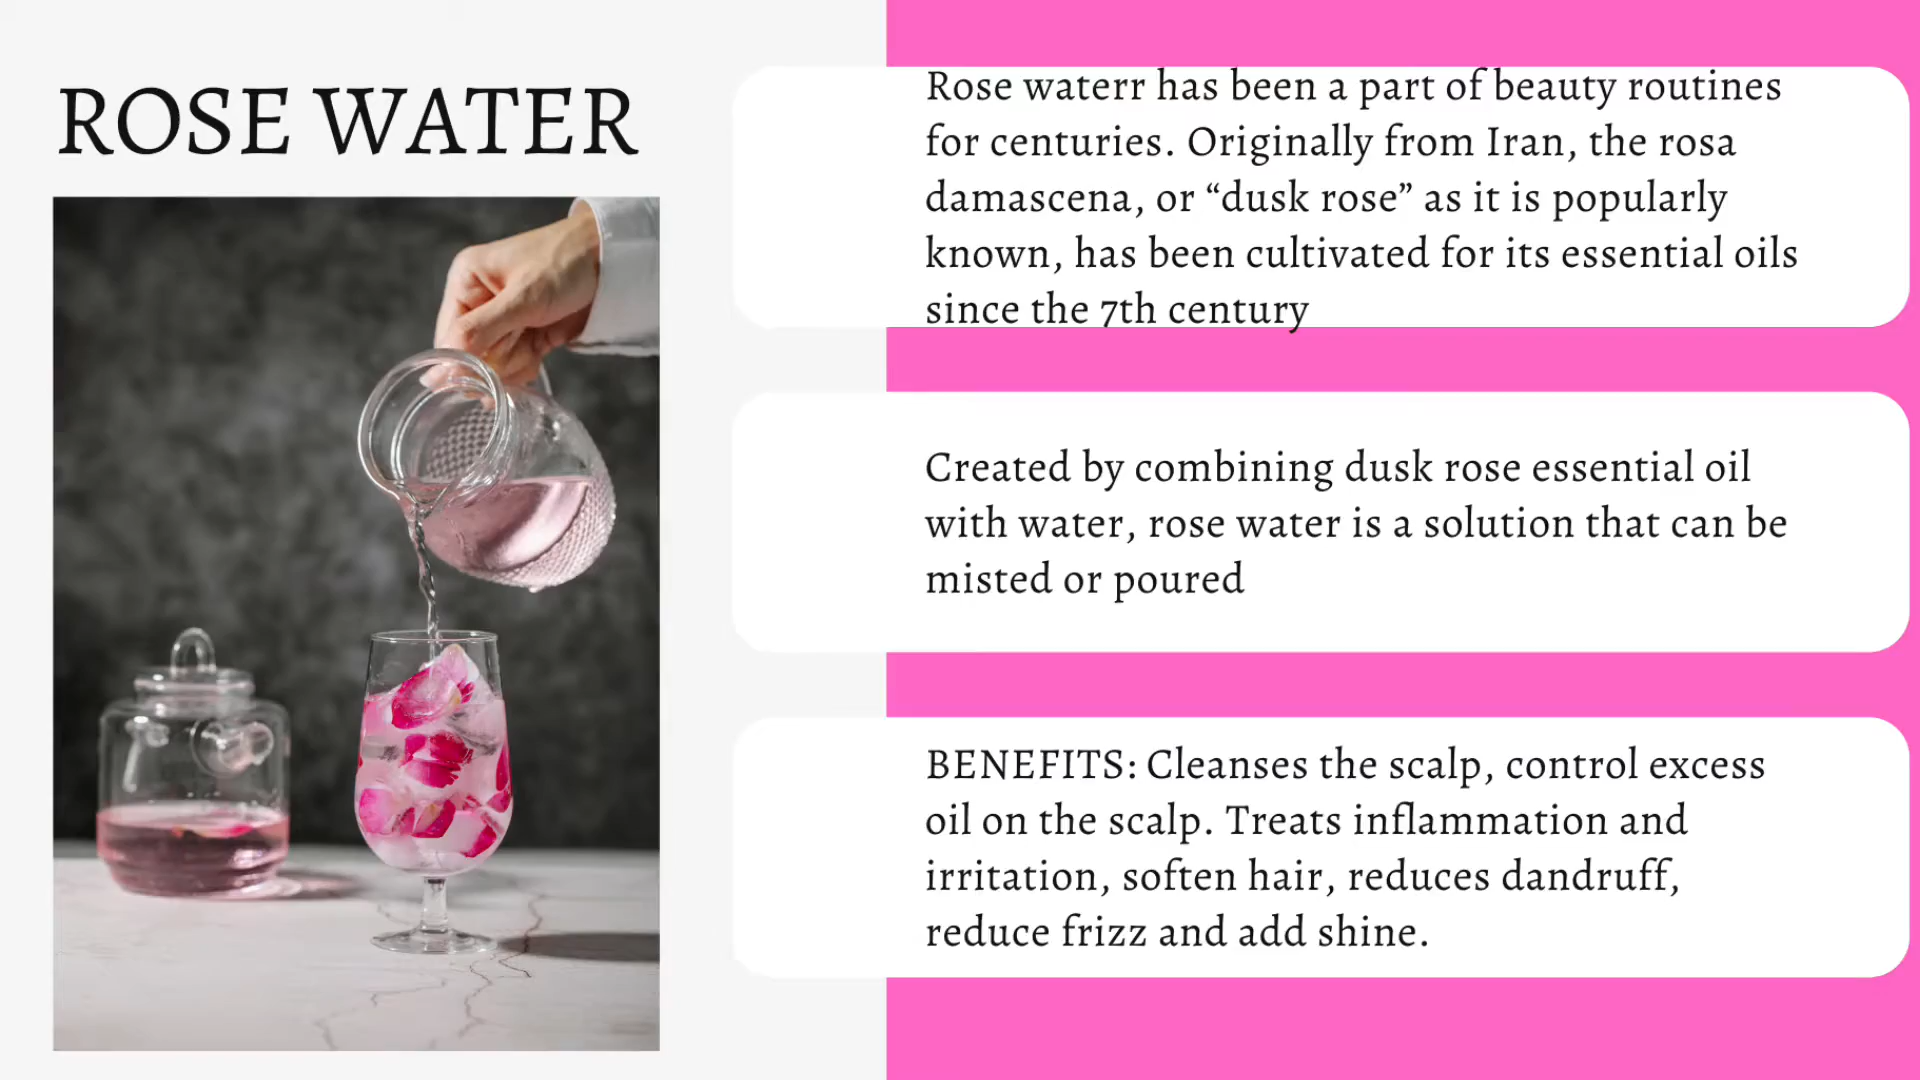 ROSE WATER
Rose waterr has been a part of beauty routines
for centuries. Originally from Iran, the rosa
damascena, or “dusk rose” as it is popularly
known, has been cultivated for its essential oils
since the 7th century
Created by combining dusk rose essential oil
with water, rose water is a solution that can be
misted or poured
BENEFITS: Cleanses the scalp, control excess
oil on the scalp. Treats inflammation and
irritation, soften hair, reduces dandruff,
reduce frizz and add shine.